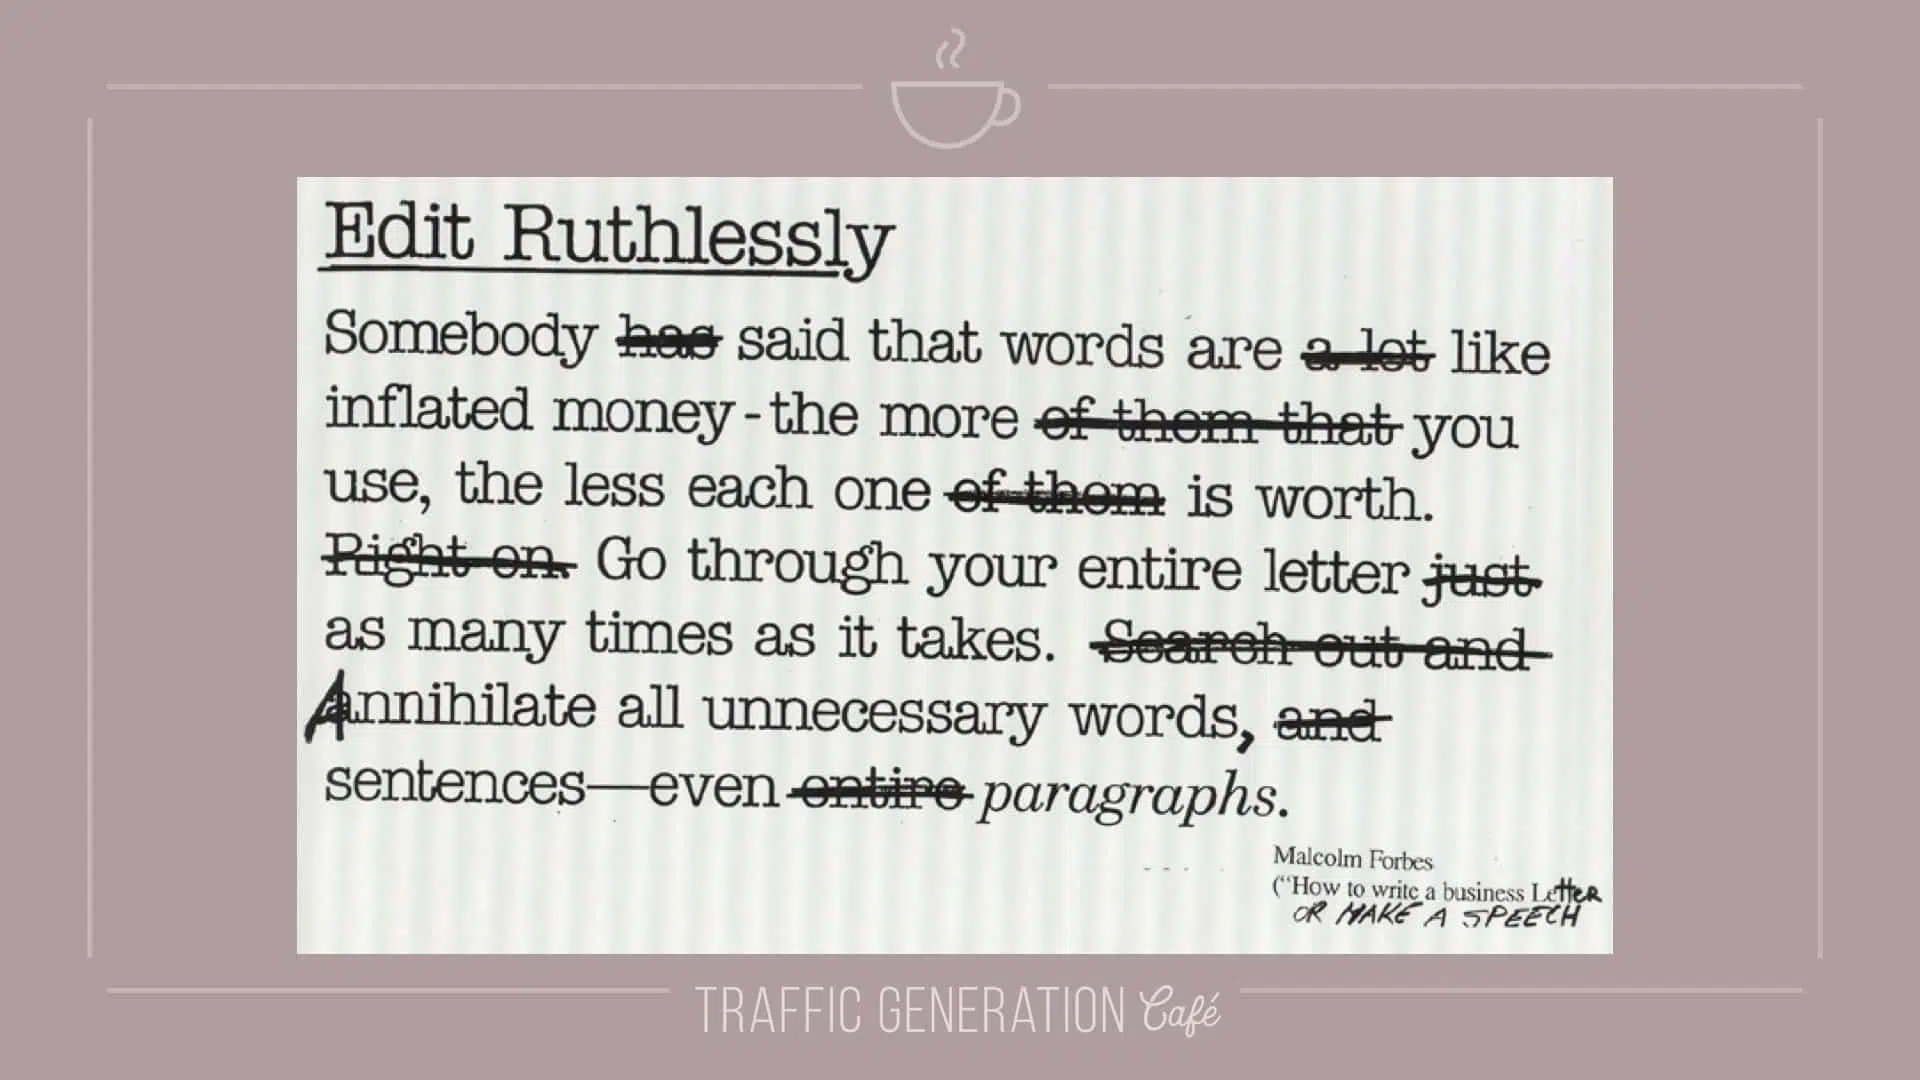 Edit Ruthlessly
Somebody has said that words are a lot like
inflated money - the more of them that you
use, the less each one of them is worth.
Right on. Go through your entire letter just
as many times as it takes. Search out and
Annihilate all unnecessary words, and
sentences—even entire paragraphs.
Malcolm Forbes
("How to write a business Letter
OR MAKE A SPEECH
TRAFFIC GENERATION Café